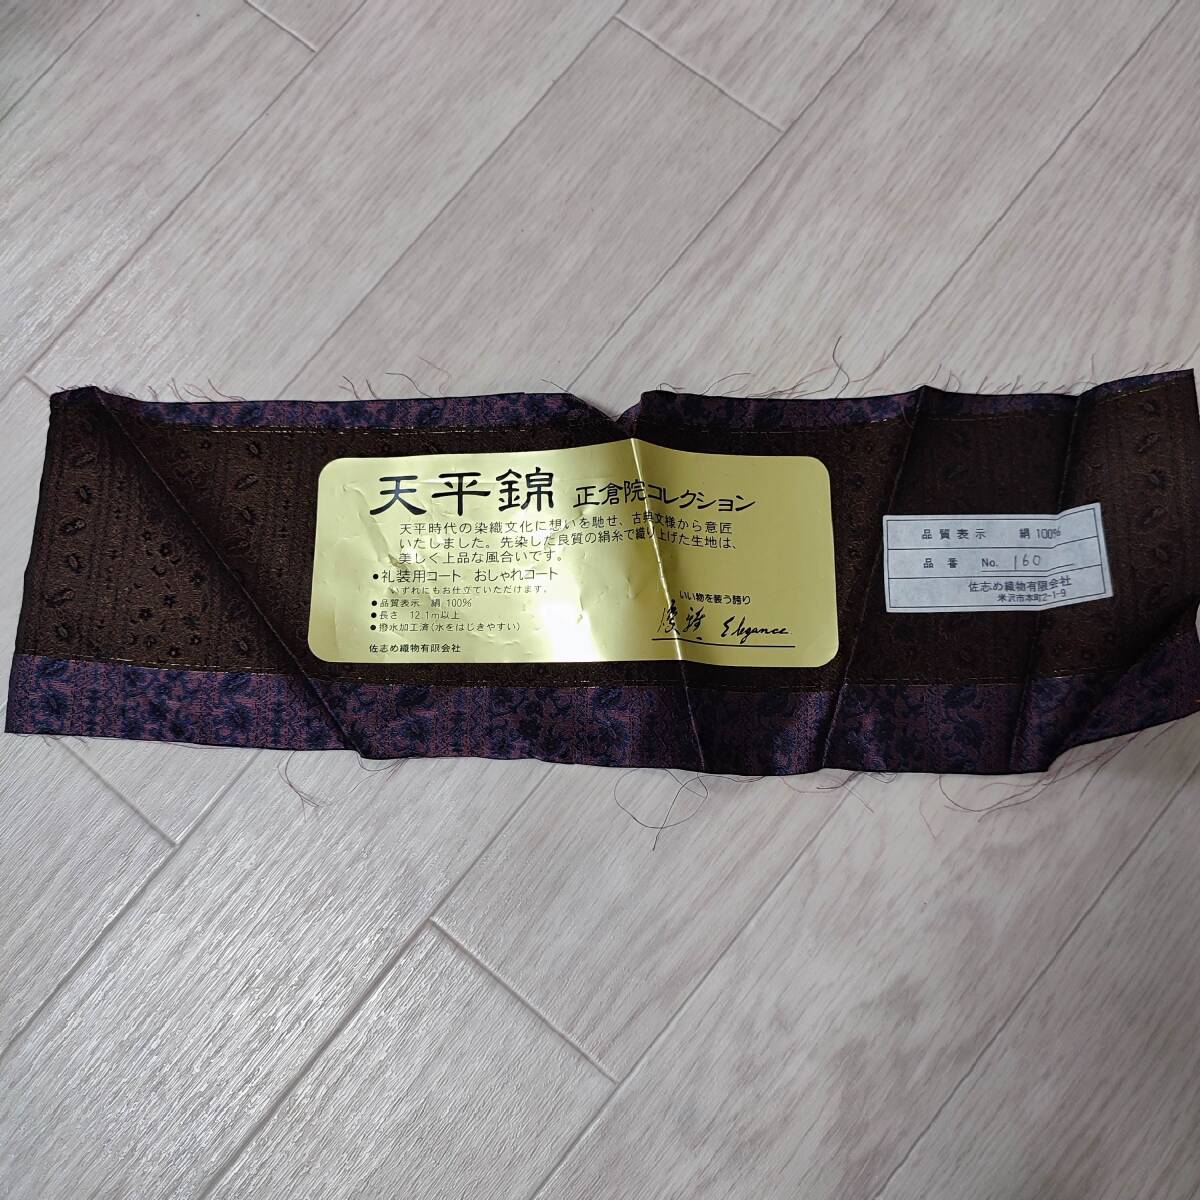 天平錦 正倉院コレクション
天平時代の染織文化に想いを馳せ、古典文様から意匠
いたしました。先染した良質の絹糸で織り上げた生地は、
美しく上品な風合いです。
●礼装用コート おしゃれコート
いずれにもお仕立ていただけます。
●品質表示 絹100%
●長さ 12.1m以上
●撥水加工済(水をはじきやすい)
佐志め織物有限会社
いい物を装う誇り
優雅 Elegance.
品質表示 絹100%
品番 No. 160
佐志め織物有限会社
米沢市本町2-1-9